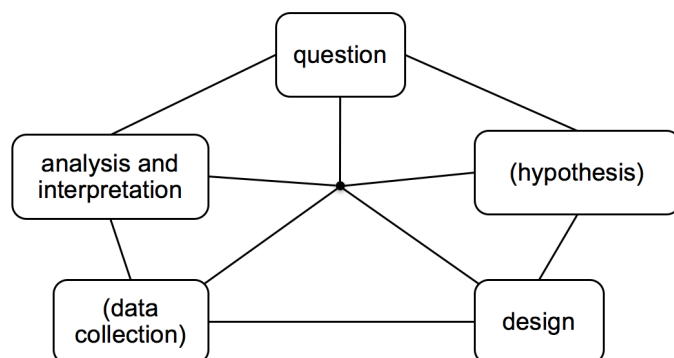 question
analysis and
interpretation
(hypothesis)
(data
collection)
design